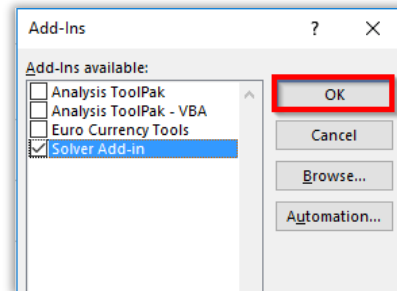 Add-Ins ? X
Add-Ins available:
Analysis ToolPak
Analysis ToolPak - VBA
Euro Currency Tools
Solver Add-in
OK
Cancel
Browse...
Automation...